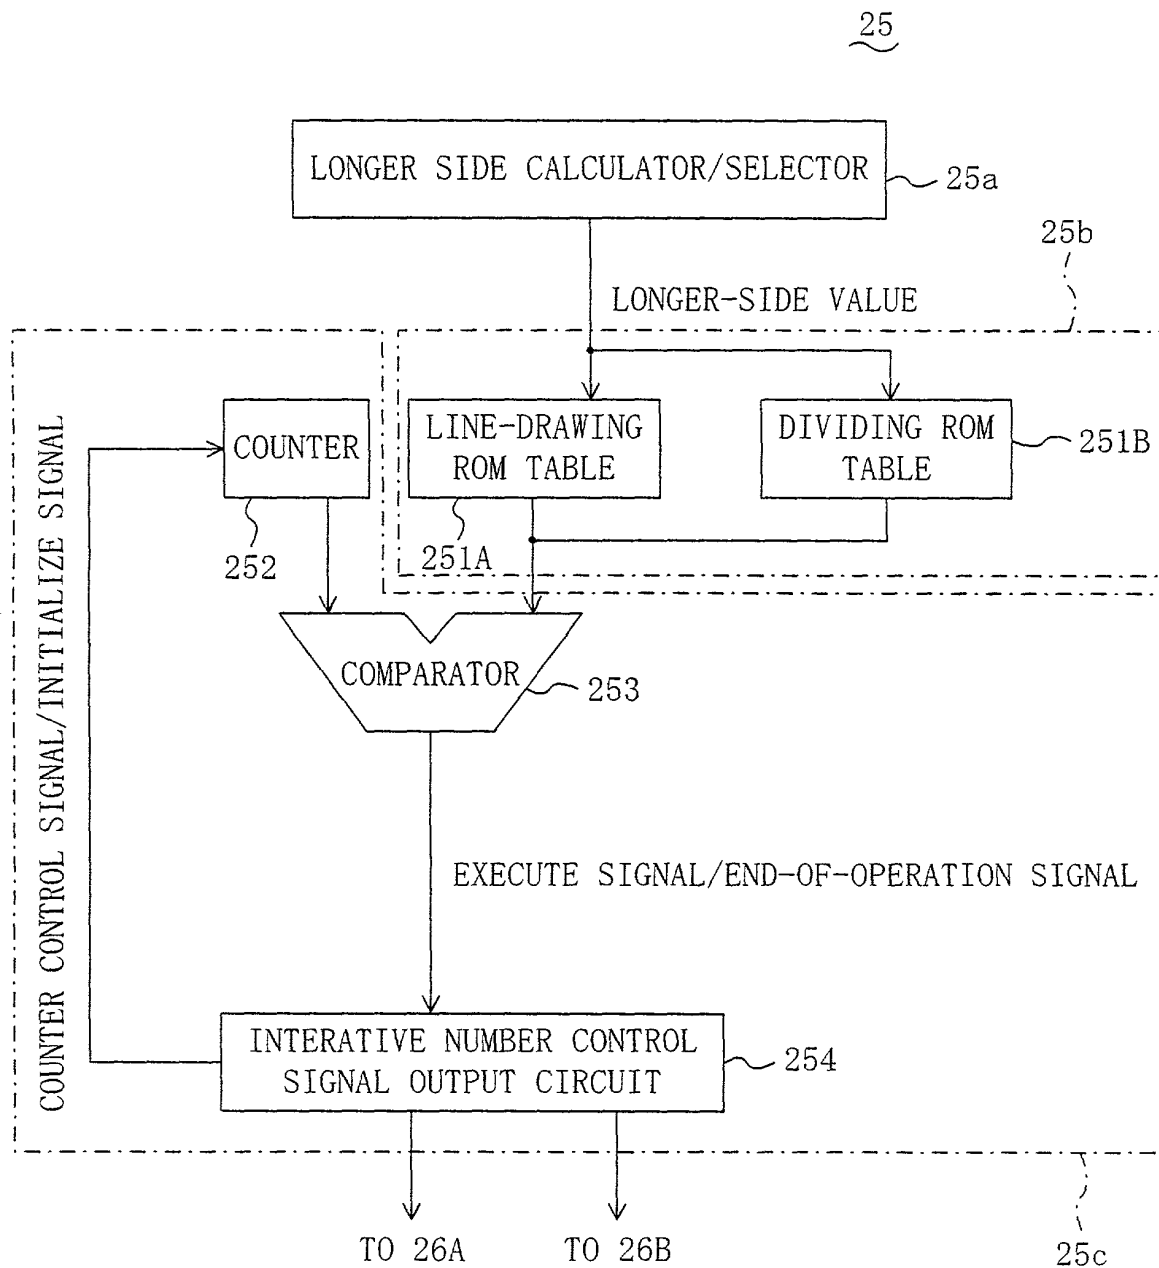 25
LONGER SIDE CALCULATOR/SELECTOR
25a
25b
LONGER-SIDE VALUE
COUNTER
LINE-DRAWING
ROM TABLE
DIVIDING ROM
TABLE
251B
252
251A
COMPARATOR
253
COUNTER CONTROL SIGNAL/INITIALIZE SIGNAL
EXECUTE SIGNAL/END-OF-OPERATION SIGNAL
INTERATIVE NUMBER CONTROL
SIGNAL OUTPUT CIRCUIT
254
TO 26A
TO 26B
25c